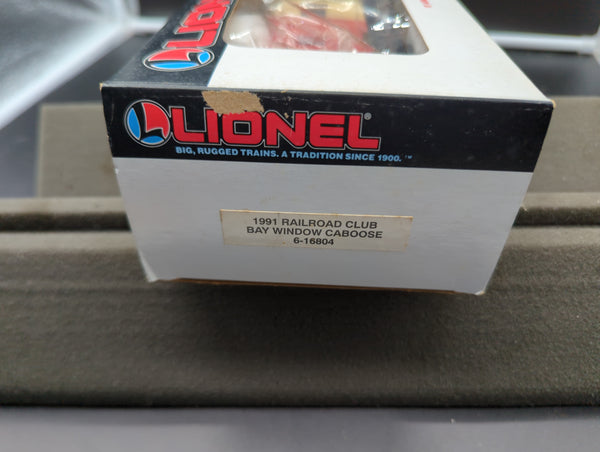 LIONEL®
BIG, RUGGED TRAINS. A TRADITION SINCE 1900.™
1991 RAILROAD CLUB
BAY WINDOW CABOOSE
6-16804